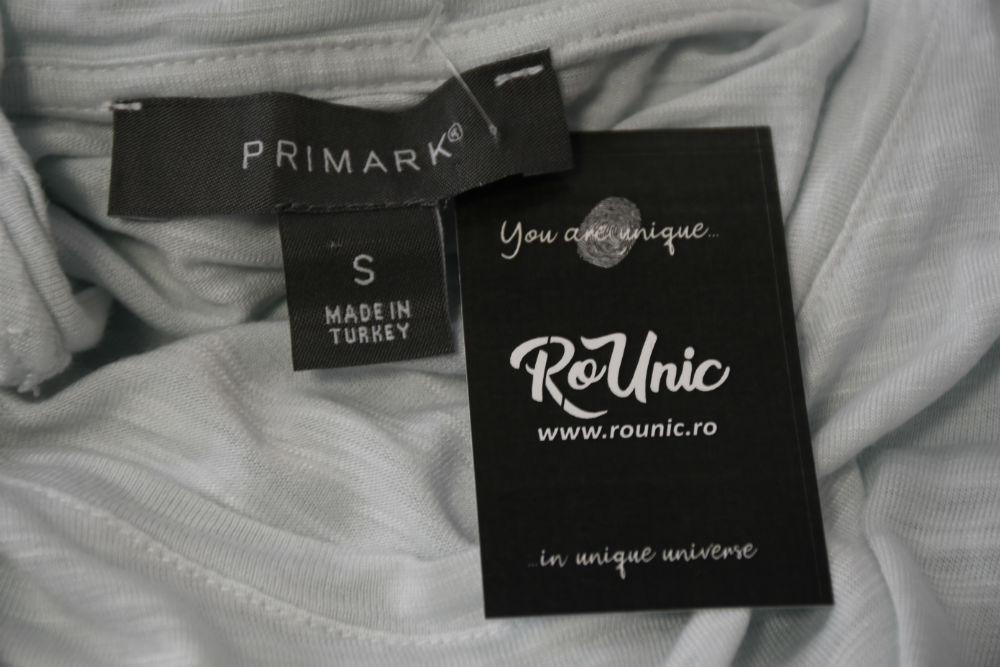 PRIMARK®
S
MADE IN
TURKEY
You are unique...
RoUnic
www.rounic.ro
...in unique universe